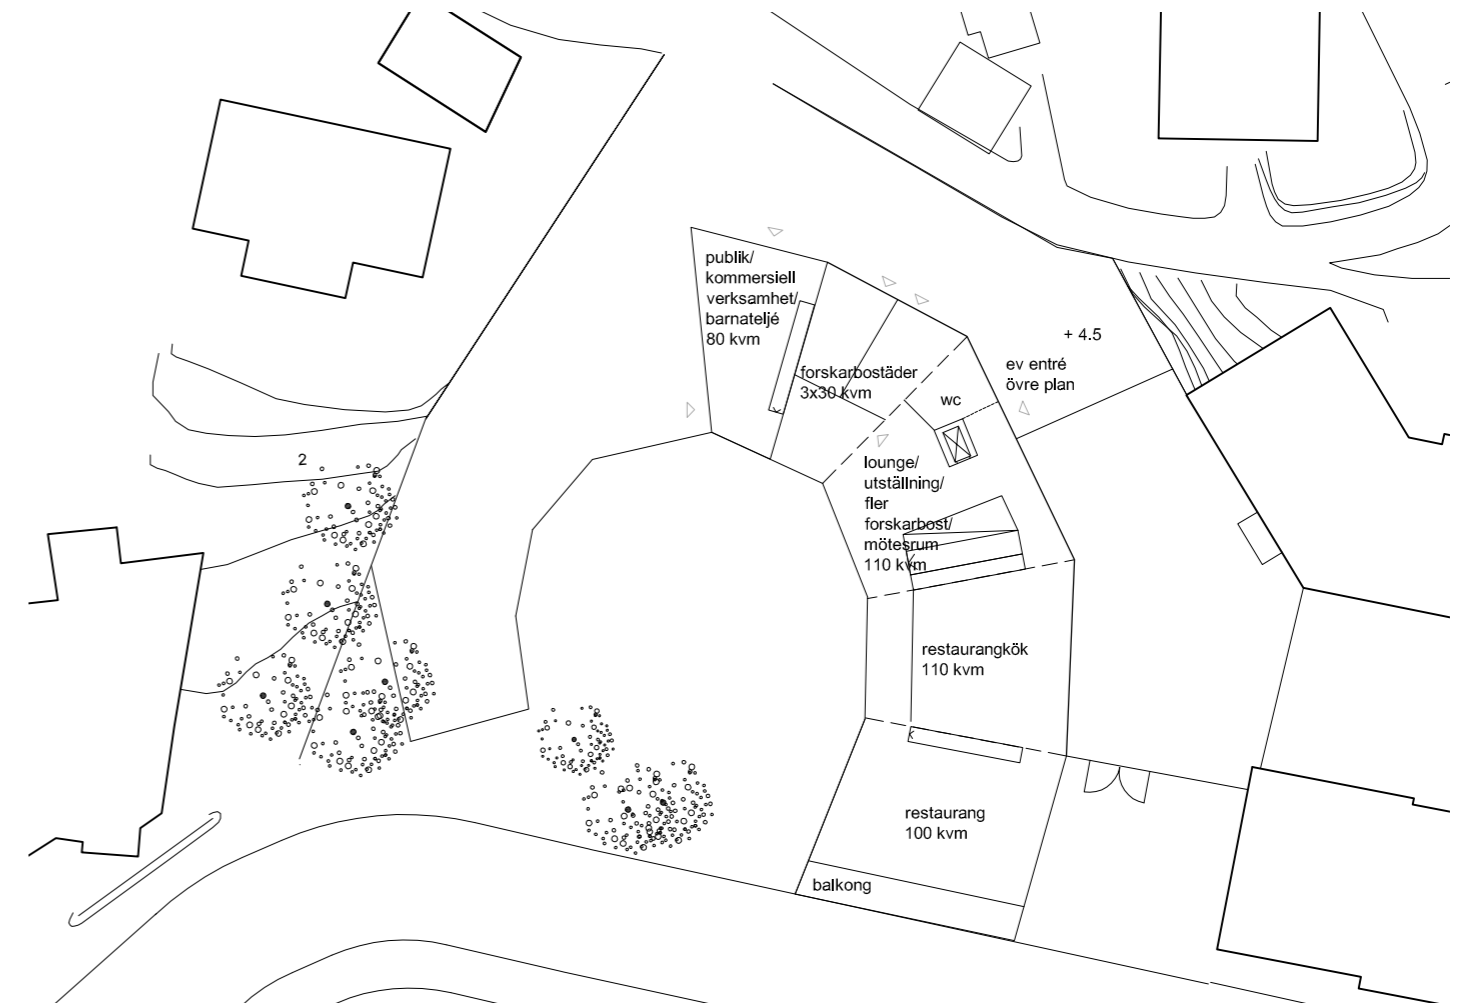 publik/
kommersiell
verksamhet/
barnateljé
80 kvm
forskarbostäder
3x30 kvm
+ 4.5
ev entré
övre plan
wc
2
lounge/
utställning/
fler
forskarbost/
mötesrum
110 kvm
K
K
restaurangkök
110 kvm
K
restaurang
100 kvm
balkong